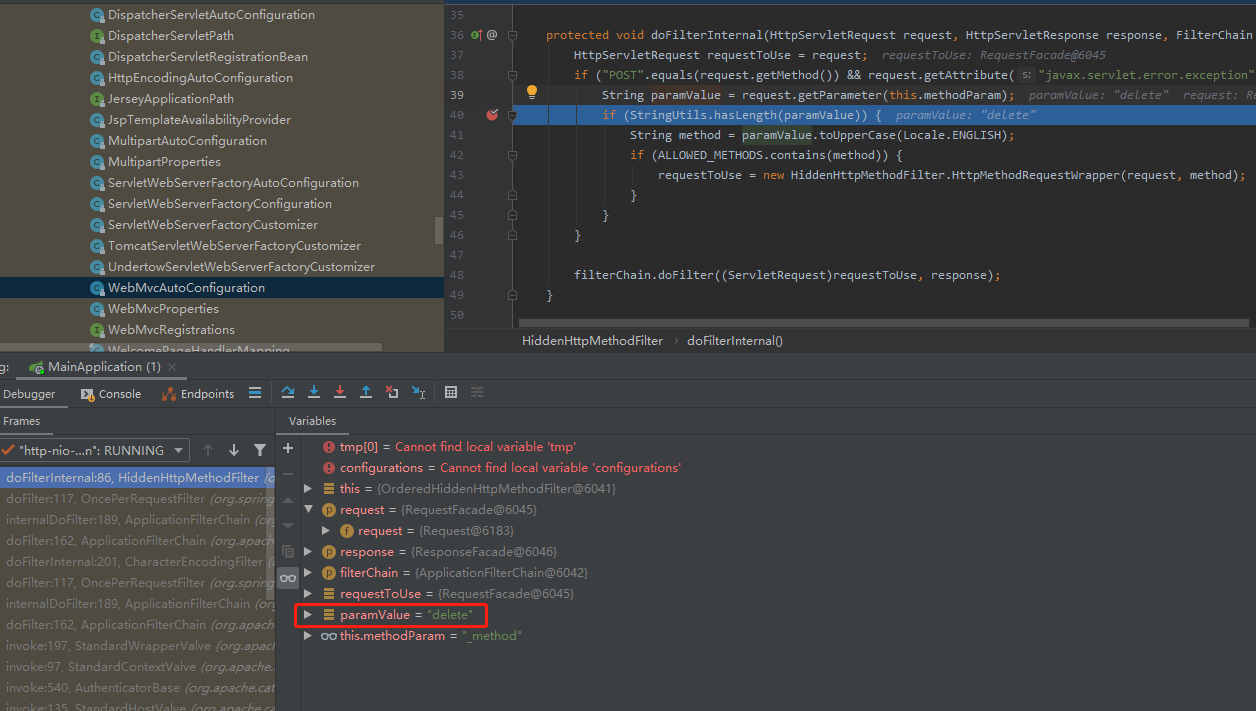 DispatcherServletAutoConfiguration
DispatcherServletPath
DispatcherServletRegistrationBean
HttpEncodingAutoConfiguration
JerseyApplicationPath
JspTemplateAvailabilityProvider
MultipartAutoConfiguration
MultipartProperties
ServletWebServerFactoryAutoConfiguration
ServletWebServerFactoryConfiguration
ServletWebServerFactoryCustomizer
TomcatServletWebServerFactoryCustomizer
UndertowServletWebServerFactoryCustomizer
WebMvcAutoConfiguration
WebMvcProperties
WebMvcRegistrations
WelcomePageHandlerMapping
35
36 @ protected void doFilterInternal(HttpServletRequest request, HttpServletResponse response, FilterChain
37 HttpServletRequest requestToUse = request; requestToUse: RequestFacade@6045
38 if ("POST".equals(request.getMethod()) && request.getAttribute( s: "javax.servlet.error.exception"
39 String paramValue = request.getParameter(this.methodParam); paramValue: "delete" request: Re
40 if (StringUtils.hasLength(paramValue)) { paramValue: "delete"
41 String method = paramValue.toUpperCase(Locale.ENGLISH);
42 if (ALLOWED_METHODS.contains(method)) {
43 requestToUse = new HiddenHttpMethodFilter.HttpMethodRequestWrapper(request, method);
44 }
45 }
46 }
47
48 filterChain.doFilter((ServletRequest)requestToUse, response);
49 }
50
HiddenHttpMethodFilter › doFilterInternal()
g: MainApplication (1) ×
Debugger Console Endpoints
Frames
"http-nio-...n": RUNNING
doFilterInternal:86, HiddenHttpMethodFilter (o
doFilter:117, OncePerRequestFilter (org.spring
internalDoFilter:189, ApplicationFilterChain (org
doFilter:162, ApplicationFilterChain (org.apach
doFilterInternal:201, CharacterEncodingFilter (
doFilter:117, OncePerRequestFilter (org.spring
internalDoFilter:189, ApplicationFilterChain (org
doFilter:162, ApplicationFilterChain (org.apach
invoke:197, StandardWrapperValve (org.apach
invoke:97, StandardContextValve (org.apache.
invoke:540, AuthenticatorBase (org.apache.cat
invoke:135, StandardHostValve (org.apache.ca
Variables
tmp[0] = Cannot find local variable 'tmp'
configurations = Cannot find local variable 'configurations'
this = {OrderedHiddenHttpMethodFilter@6041}
request = {RequestFacade@6045}
request = {Request@6183}
response = {ResponseFacade@6046}
filterChain = {ApplicationFilterChain@6042}
requestToUse = {RequestFacade@6045}
paramValue = "delete"
this.methodParam = "_method"